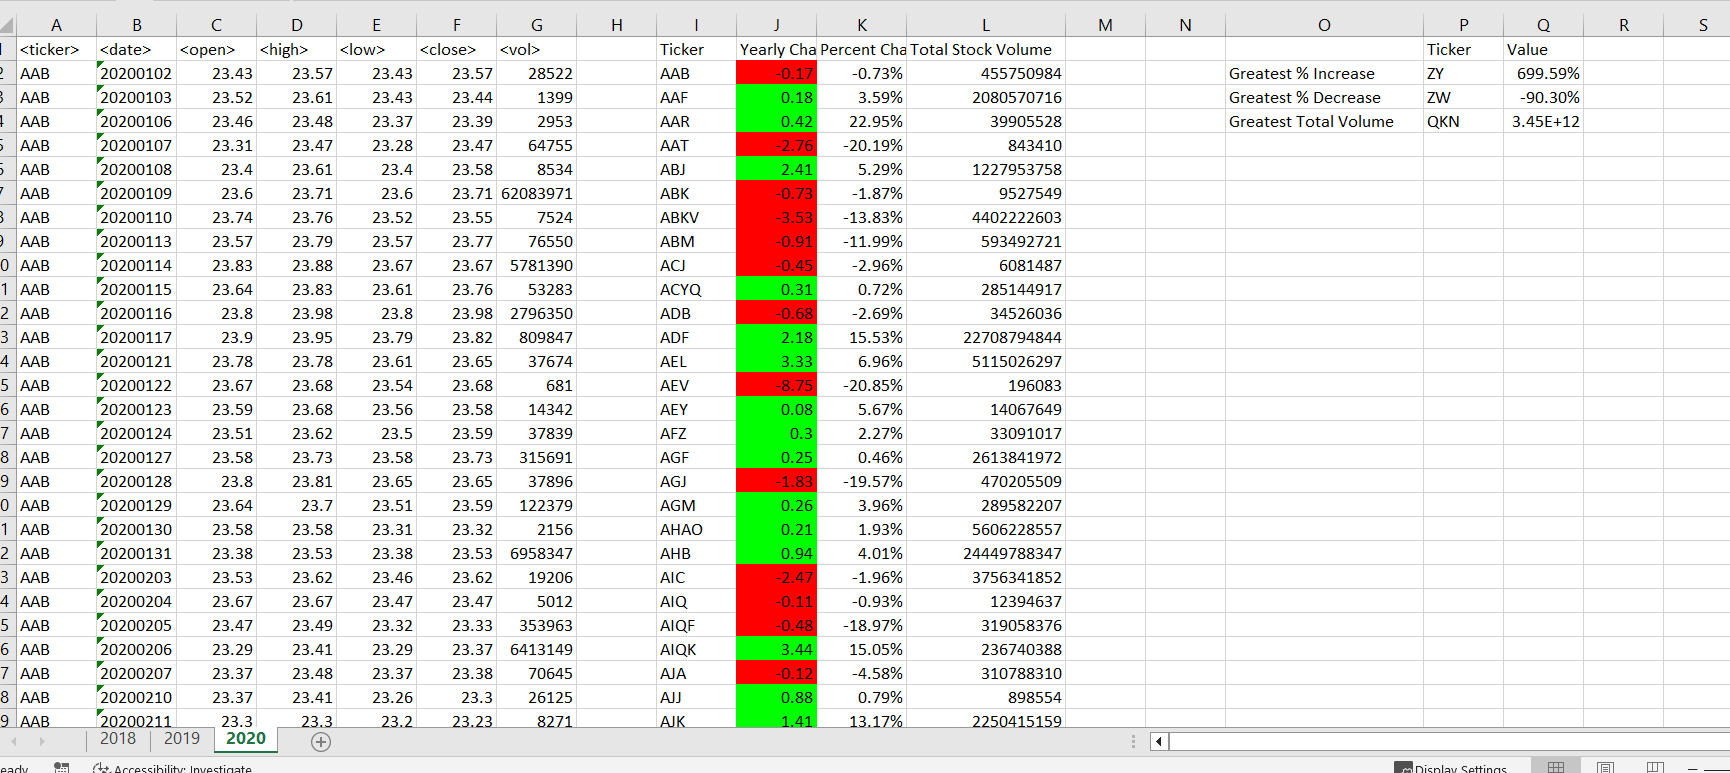 A B C D E F G H I J K L M N O P Q R S
<ticker> <date> <open> <high> <low> <close> <vol> Ticker Yearly Cha Percent Cha Total Stock Volume Ticker Value
AAB 20200102 23.43 23.57 23.43 23.57 28522 AAB -0.17 -0.73% 455750984 Greatest % Increase ZY 699.59%
AAB 20200103 23.52 23.61 23.43 23.44 1399 AAF 0.18 3.59% 2080570716 Greatest % Decrease ZW -90.30%
AAB 20200106 23.46 23.48 23.37 23.39 2953 AAR 0.42 22.95% 39905528 Greatest Total Volume QKN 3.45E+12
5 AAB 20200107 23.31 23.47 23.28 23.47 64755 AAT -2.76 -20.19% 843410
AAB 20200108 23.4 23.61 23.4 23.58 8534 ABJ 2.41 5.29% 1227953758
7 AAB 20200109 23.6 23.71 23.6 23.71 62083971 ABK -0.73 -1.87% 9527549
AAB 20200110 23.74 23.76 23.52 23.55 7524 ABKV -3.53 -13.83% 4402222603
9 AAB 20200113 23.57 23.79 23.57 23.77 76550 ABM -0.91 -11.99% 593492721
0 AAB 20200114 23.83 23.88 23.67 23.67 5781390 ACJ -0.45 -2.96% 6081487
1 AAB 20200115 23.64 23.83 23.61 23.76 53283 ACYQ 0.31 0.72% 285144917
2 AAB 20200116 23.8 23.98 23.8 23.98 2796350 ADB -0.68 -2.69% 34526036
3 AAB 20200117 23.9 23.95 23.79 23.82 809847 ADF 2.18 15.53% 22708794844
4 AAB 20200121 23.78 23.78 23.61 23.65 37674 AEL 3.33 6.96% 5115026297
5 AAB 20200122 23.67 23.68 23.54 23.68 681 AEV -8.75 -20.85% 196083
6 AAB 20200123 23.59 23.68 23.56 23.58 14342 AEY 0.08 5.67% 14067649
7 AAB 20200124 23.51 23.62 23.5 23.59 37839 AFZ 0.3 2.27% 33091017
8 AAB 20200127 23.58 23.73 23.58 23.73 315691 AGF 0.25 0.46% 2613841972
9 AAB 20200128 23.8 23.81 23.65 23.65 37896 AGJ -1.83 -19.57% 470205509
0 AAB 20200129 23.64 23.7 23.51 23.59 122379 AGM 0.26 3.96% 289582207
1 AAB 20200130 23.58 23.58 23.31 23.32 2156 AHAO 0.21 1.93% 5606228557
2 AAB 20200131 23.38 23.53 23.38 23.53 6958347 AHB 0.94 4.01% 24449788347
3 AAB 20200203 23.53 23.62 23.46 23.62 19206 AIC -2.47 -1.96% 3756341852
4 AAB 20200204 23.67 23.67 23.47 23.47 5012 AIQ -0.11 -0.93% 12394637
5 AAB 20200205 23.47 23.49 23.32 23.33 353963 AIQF -0.48 -18.97% 319058376
6 AAB 20200206 23.29 23.41 23.29 23.37 6413149 AIQK 3.44 15.05% 236740388
7 AAB 20200207 23.37 23.48 23.37 23.38 70645 AJA -0.12 -4.58% 310788310
8 AAB 20200210 23.37 23.41 23.26 23.3 26125 AJJ 0.88 0.79% 898554
9 AAB 20200211 23.3 23.3 23.2 23.23 8271 AJK 1.41 13.17% 2250415159
2018 2019 2020
eady Accessibility: Investigate Display Settings